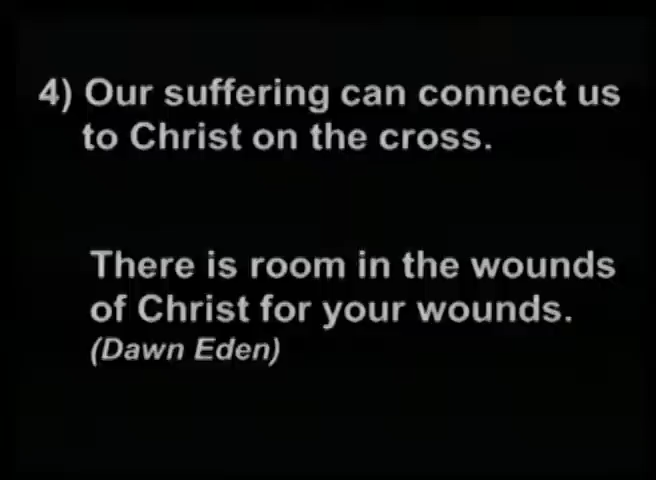 4) Our suffering can connect us
to Christ on the cross.
There is room in the wounds
of Christ for your wounds.
(Dawn Eden)